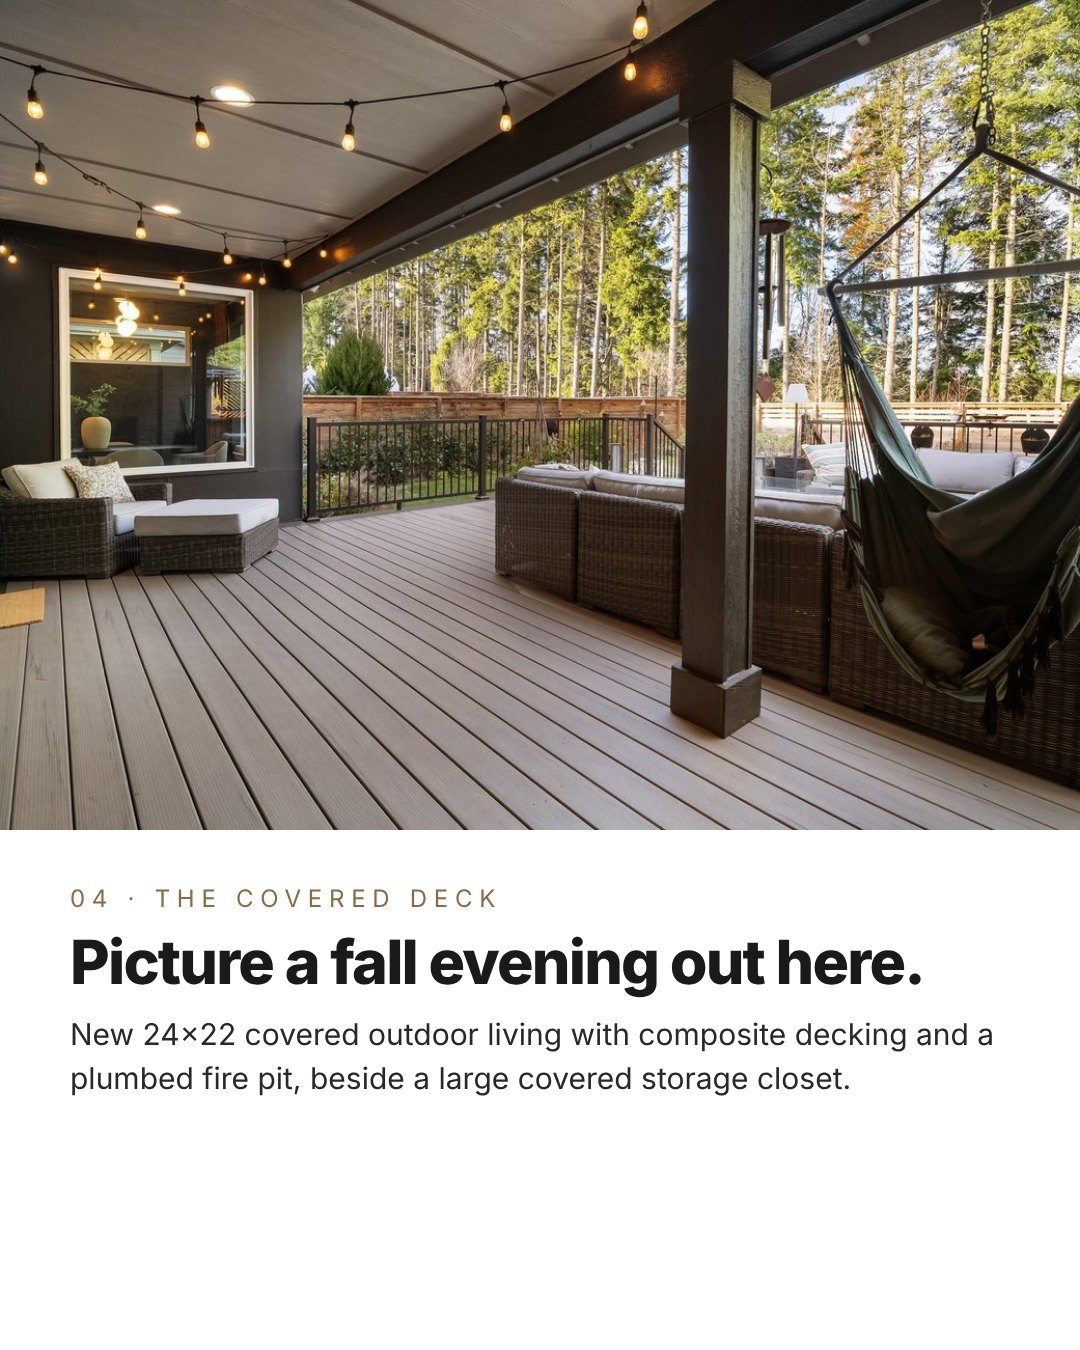 04 · THE COVERED DECK
Picture a fall evening out here.
New 24×22 covered outdoor living with composite decking and a
plumbed fire pit, beside a large covered storage closet.